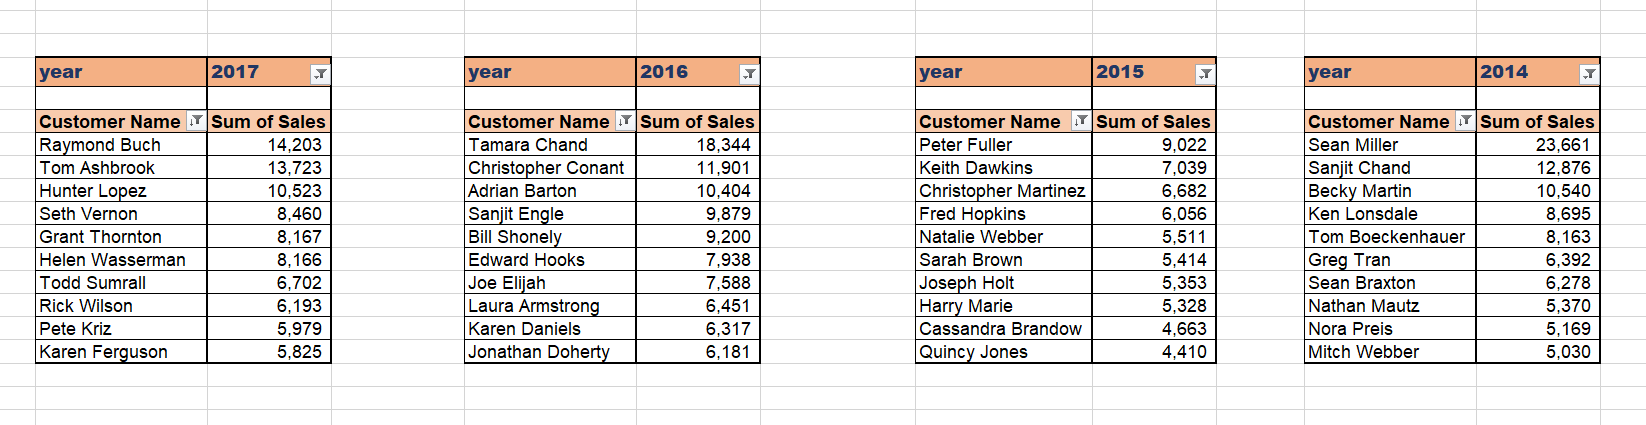 year 2017 year 2016 year 2015 year 2014
Customer Name Sum of Sales Customer Name Sum of Sales Customer Name Sum of Sales Customer Name Sum of Sales
Raymond Buch 14,203 Tamara Chand 18,344 Peter Fuller 9,022 Sean Miller 23,661
Tom Ashbrook 13,723 Christopher Conant 11,901 Keith Dawkins 7,039 Sanjit Chand 12,876
Hunter Lopez 10,523 Adrian Barton 10,404 Christopher Martinez 6,682 Becky Martin 10,540
Seth Vernon 8,460 Sanjit Engle 9,879 Fred Hopkins 6,056 Ken Lonsdale 8,695
Grant Thornton 8,167 Bill Shonely 9,200 Natalie Webber 5,511 Tom Boeckenhauer 8,163
Helen Wasserman 8,166 Edward Hooks 7,938 Sarah Brown 5,414 Greg Tran 6,392
Todd Sumrall 6,702 Joe Elijah 7,588 Joseph Holt 5,353 Sean Braxton 6,278
Rick Wilson 6,193 Laura Armstrong 6,451 Harry Marie 5,328 Nathan Mautz 5,370
Pete Kriz 5,979 Karen Daniels 6,317 Cassandra Brandow 4,663 Nora Preis 5,169
Karen Ferguson 5,825 Jonathan Doherty 6,181 Quincy Jones 4,410 Mitch Webber 5,030